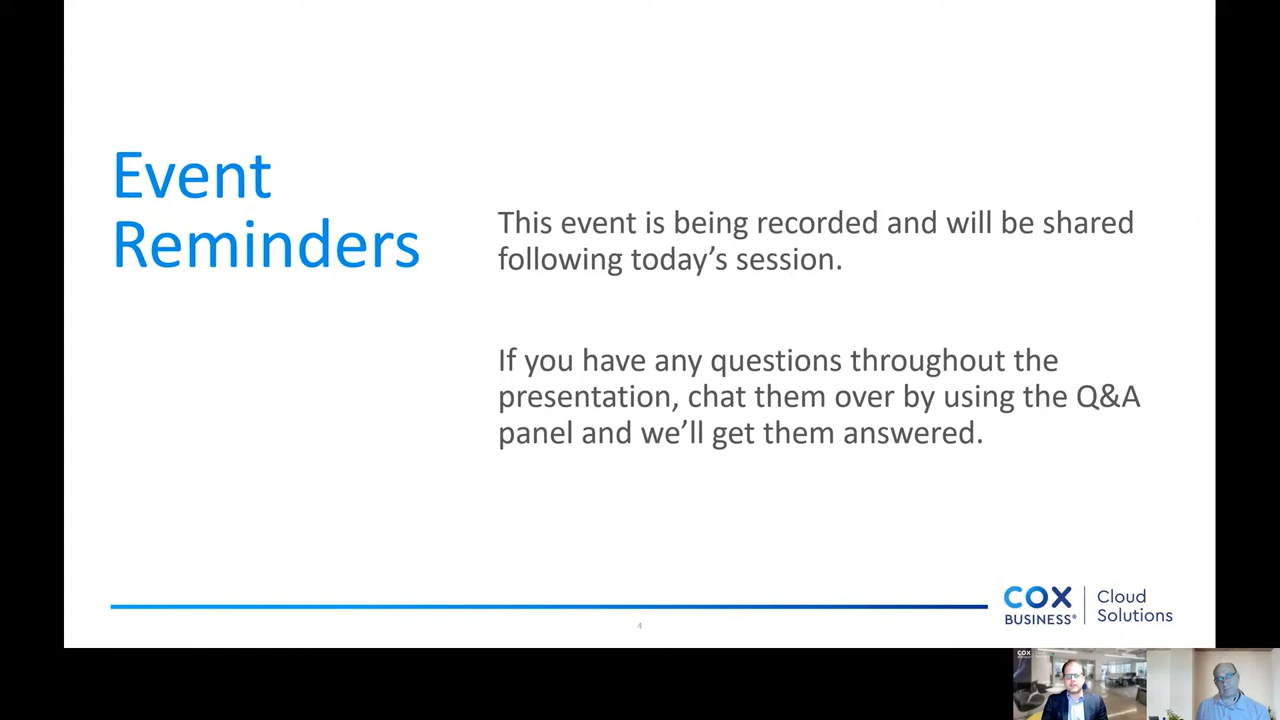 Event
Reminders
This event is being recorded and will be shared
following today's session.
If you have any questions throughout the
presentation, chat them over by using the Q&A
panel and we'll get them answered.
COX
BUSINESS®
Cloud
Solutions
4
COX